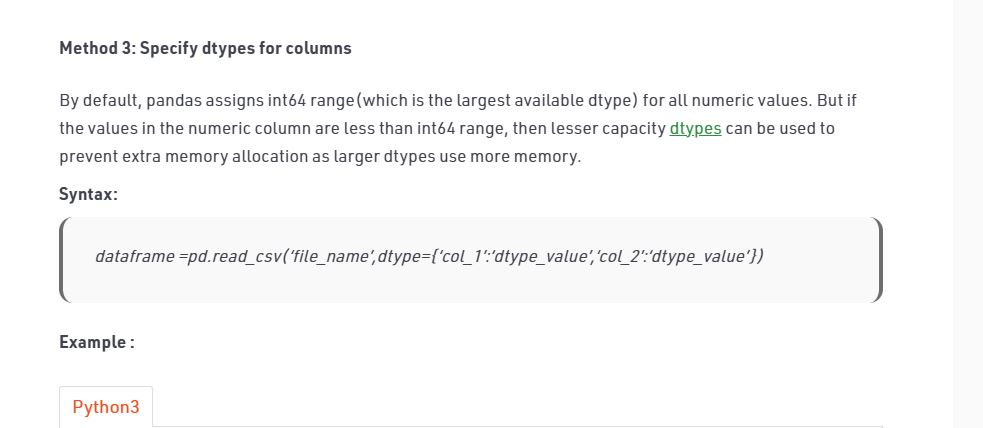 Method 3: Specify dtypes for columns
By default, pandas assigns int64 range(which is the largest available dtype) for all numeric values. But if
the values in the numeric column are less than int64 range, then lesser capacity dtypes can be used to
prevent extra memory allocation as larger dtypes use more memory.
Syntax:
dataframe =pd.read_csv(‘file_name’,dtype={‘col_1′:‘dtype_value’,‘col_2′:‘dtype_value’})
Example :
Python3